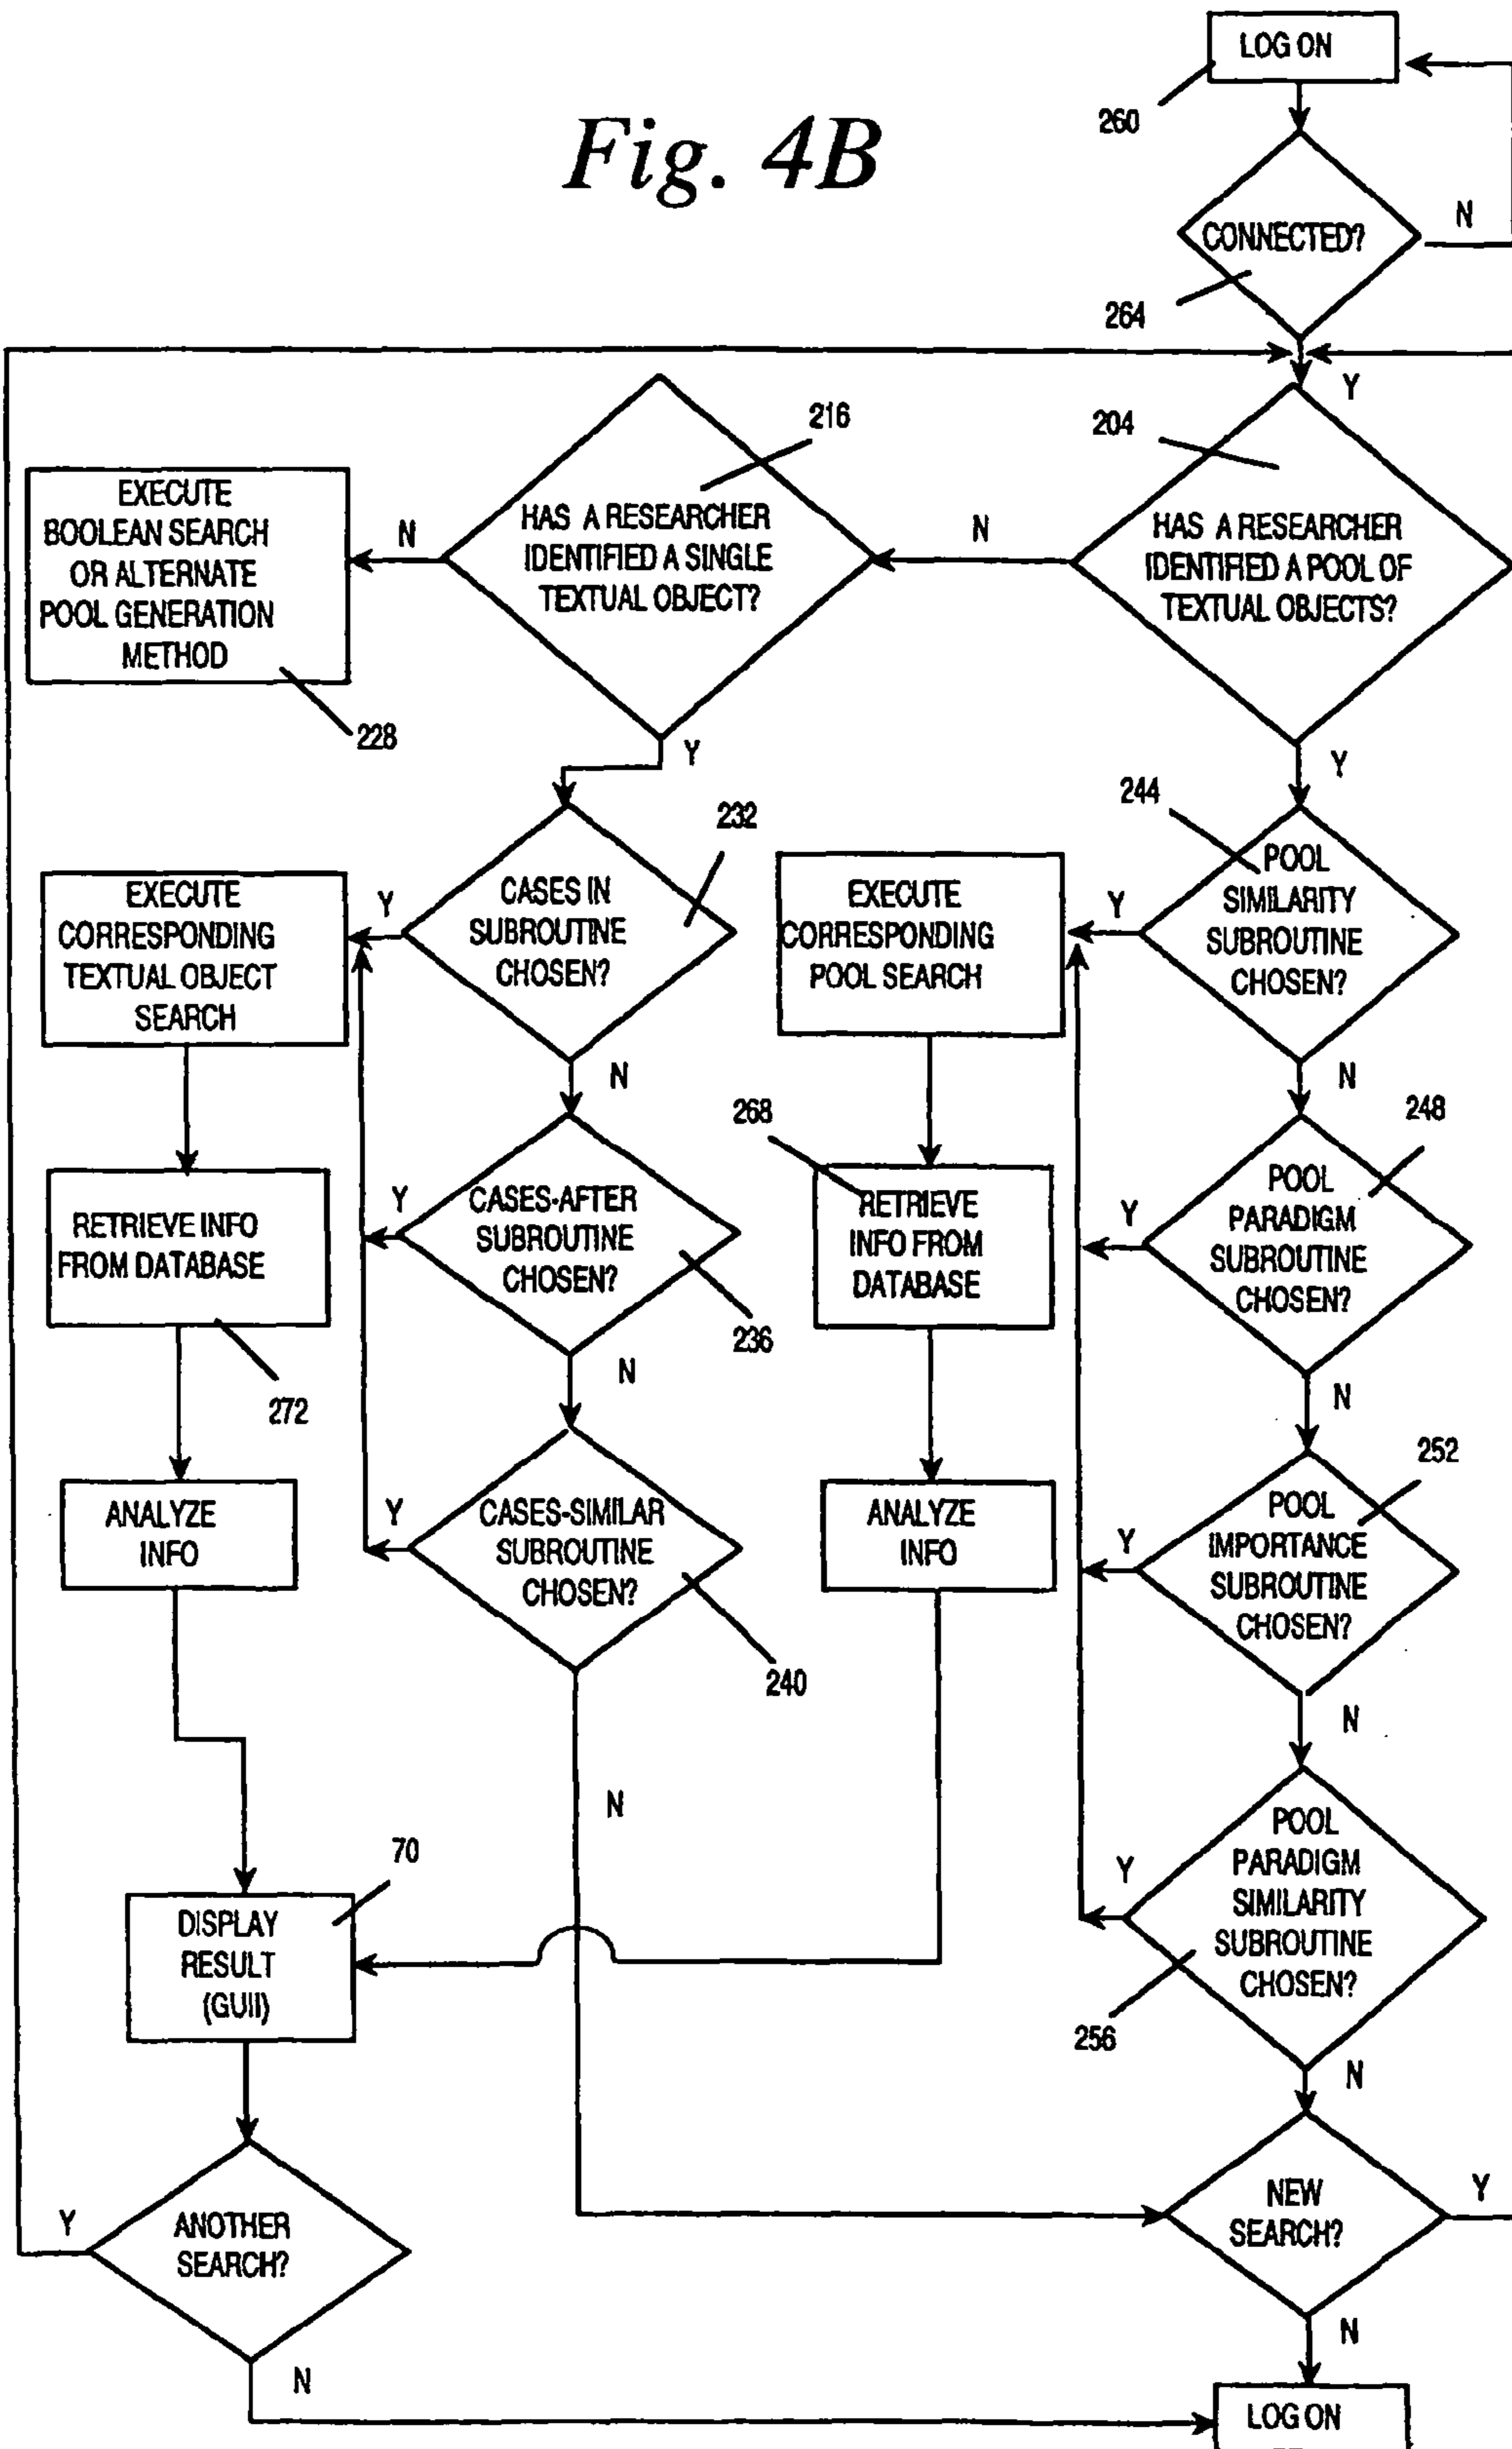 LOG ON
260
Fig. 4B
CONNECTED?
N
264
Y
216
204
EXECUTE
BOOLEAN SEARCH
OR ALTERNATE
POOL GENERATION
METHOD
N
HAS A RESEARCHER
IDENTIFIED A SINGLE
TEXTUAL OBJECT?
N
HAS A RESEARCHER
IDENTIFIED A POOL OF
TEXTUAL OBJECTS?
228
Y
Y
232
244
EXECUTE
CORRESPONDING
TEXTUAL OBJECT
SEARCH
Y
CASES IN
SUBROUTINE
CHOSEN?
EXECUTE
CORRESPONDING
POOL SEARCH
Y
POOL
SIMILARITY
SUBROUTINE
CHOSEN?
N
N
268
248
RETRIEVE INFO
FROM DATABASE
Y
CASES-AFTER
SUBROUTINE
CHOSEN?
RETRIEVE
INFO FROM
DATABASE
Y
POOL
PARADIGM
SUBROUTINE
CHOSEN?
236
272
N
N
252
ANALYZE
INFO
Y
CASES-SIMILAR
SUBROUTINE
CHOSEN?
ANALYZE
INFO
Y
POOL
IMPORTANCE
SUBROUTINE
CHOSEN?
240
N
N
70
DISPLAY
RESULT
(GUII)
Y
POOL
PARADIGM
SIMILARITY
SUBROUTINE
CHOSEN?
256
N
Y
ANOTHER
SEARCH?
NEW
SEARCH?
Y
N
N
LOG ON